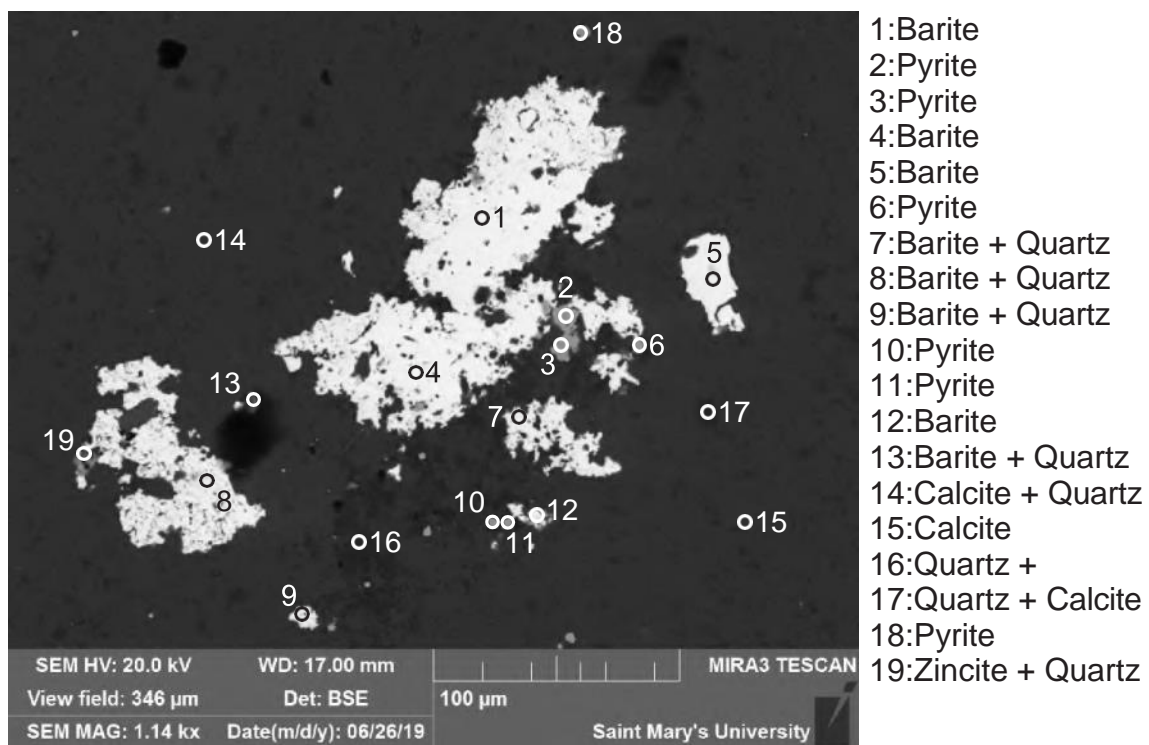 18
1
14
5
2
3
6
4
13
7
17
19
8
10
12
11
15
16
9
SEM HV: 20.0 kV
WD: 17.00 mm
MIRA3 TESCAN
View field: 346 µm
Det: BSE
100 µm
SEM MAG: 1.14 kx
Date(m/d/y): 06/26/19
Saint Mary's University
1:Barite
2:Pyrite
3:Pyrite
4:Barite
5:Barite
6:Pyrite
7:Barite + Quartz
8:Barite + Quartz
9:Barite + Quartz
10:Pyrite
11:Pyrite
12:Barite
13:Barite + Quartz
14:Calcite + Quartz
15:Calcite
16:Quartz +
17:Quartz + Calcite
18:Pyrite
19:Zincite + Quartz